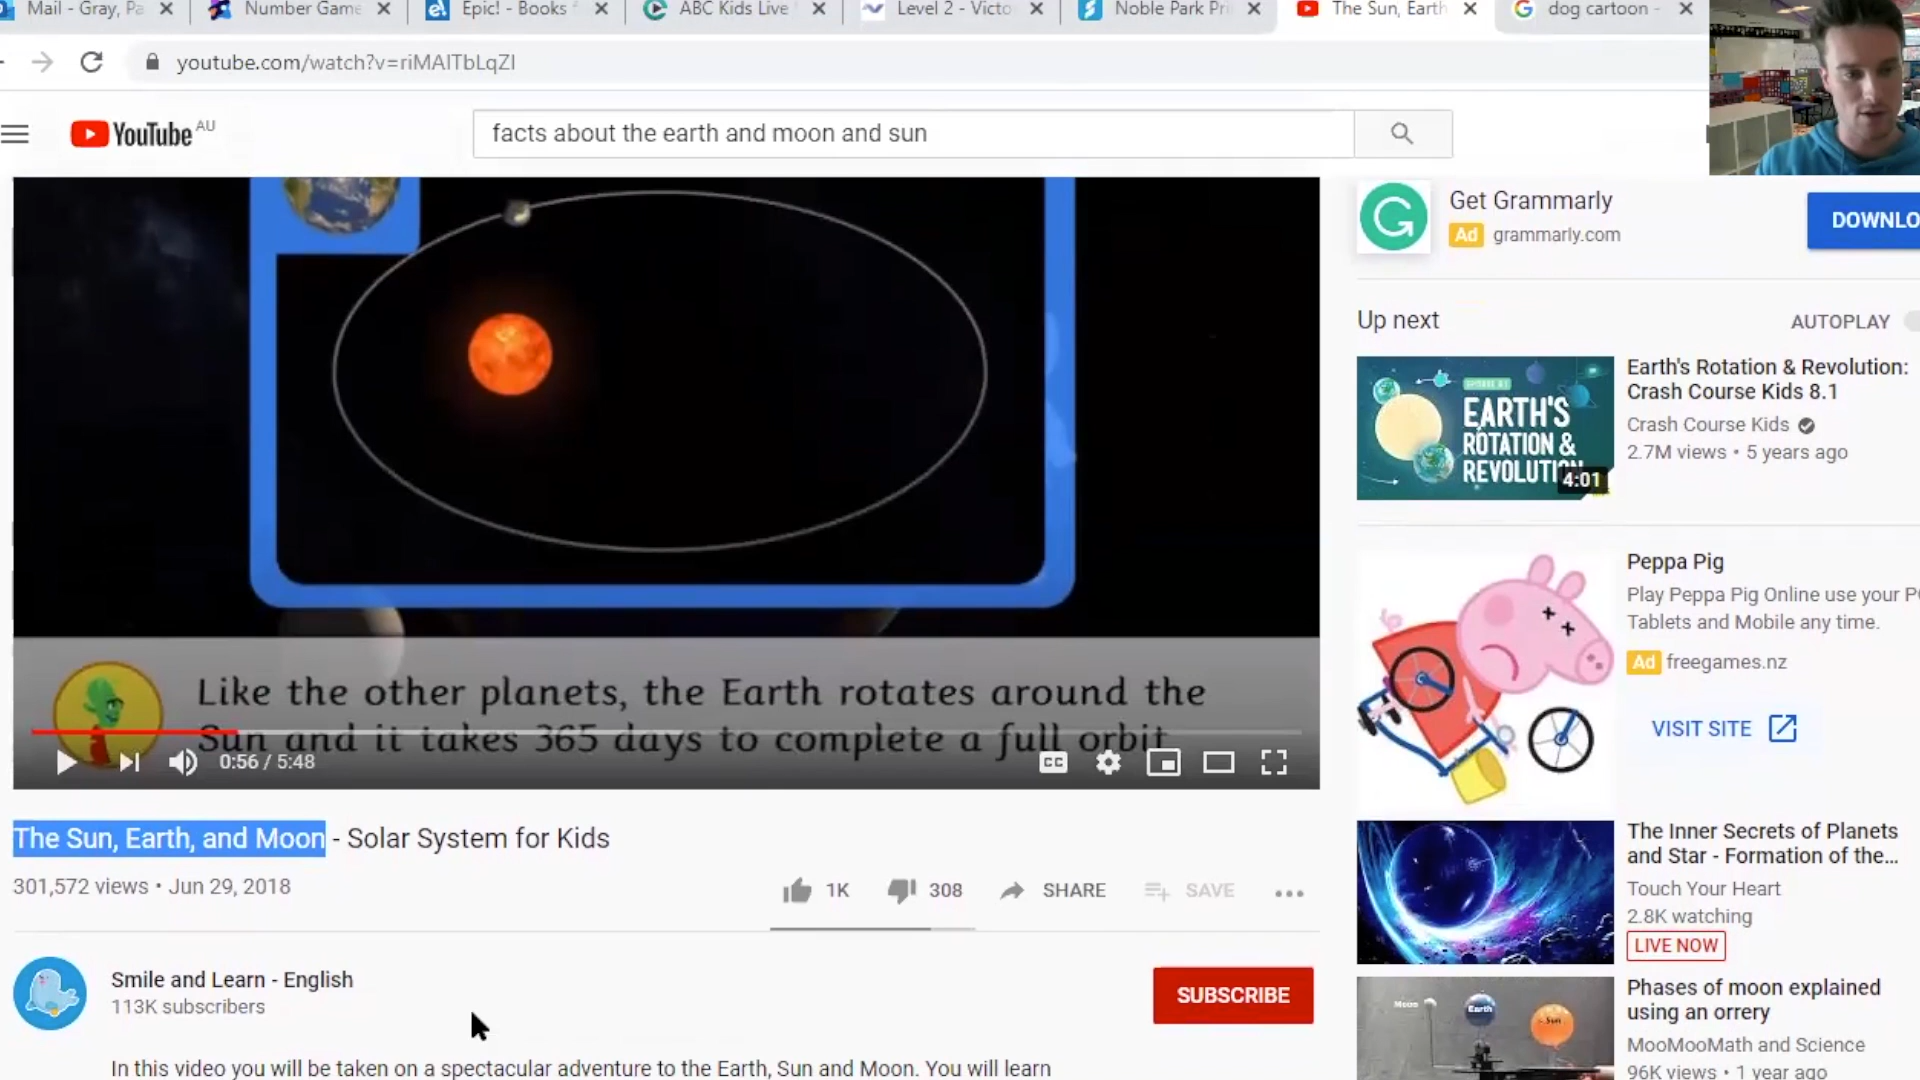 Mail - Gray, Pa
Number Game
Epic! - Books
ABC Kids Live
Level 2 - Victo
Noble Park Pri
The Sun, Earth
dog cartoon -
youtube.com/watch?v=riMAITbLqZI
YouTube AU
facts about the earth and moon and sun
Like the other planets, the Earth rotates around the
Sun and it takes 365 days to complete a full orbit
0:56 / 5:48
CC
The Sun, Earth, and Moon - Solar System for Kids
301,572 views • Jun 29, 2018
1K
308
SHARE
SAVE
Smile and Learn - English
113K subscribers
SUBSCRIBE
In this video you will be taken on a spectacular adventure to the Earth, Sun and Moon. You will learn
Get Grammarly
Ad grammarly.com
DOWNLO
Up next
AUTOPLAY
EARTH'S
ROTATION &
REVOLUTION
4:01
Earth's Rotation & Revolution:
Crash Course Kids 8.1
Crash Course Kids
2.7M views • 5 years ago
Peppa Pig
Play Peppa Pig Online use your P
Tablets and Mobile any time.
Ad freegames.nz
VISIT SITE
The Inner Secrets of Planets
and Star - Formation of the...
Touch Your Heart
2.8K watching
LIVE NOW
Moon
Earth
Sun
Phases of moon explained
using an orrery
MooMooMath and Science
96K views • 1 year ago